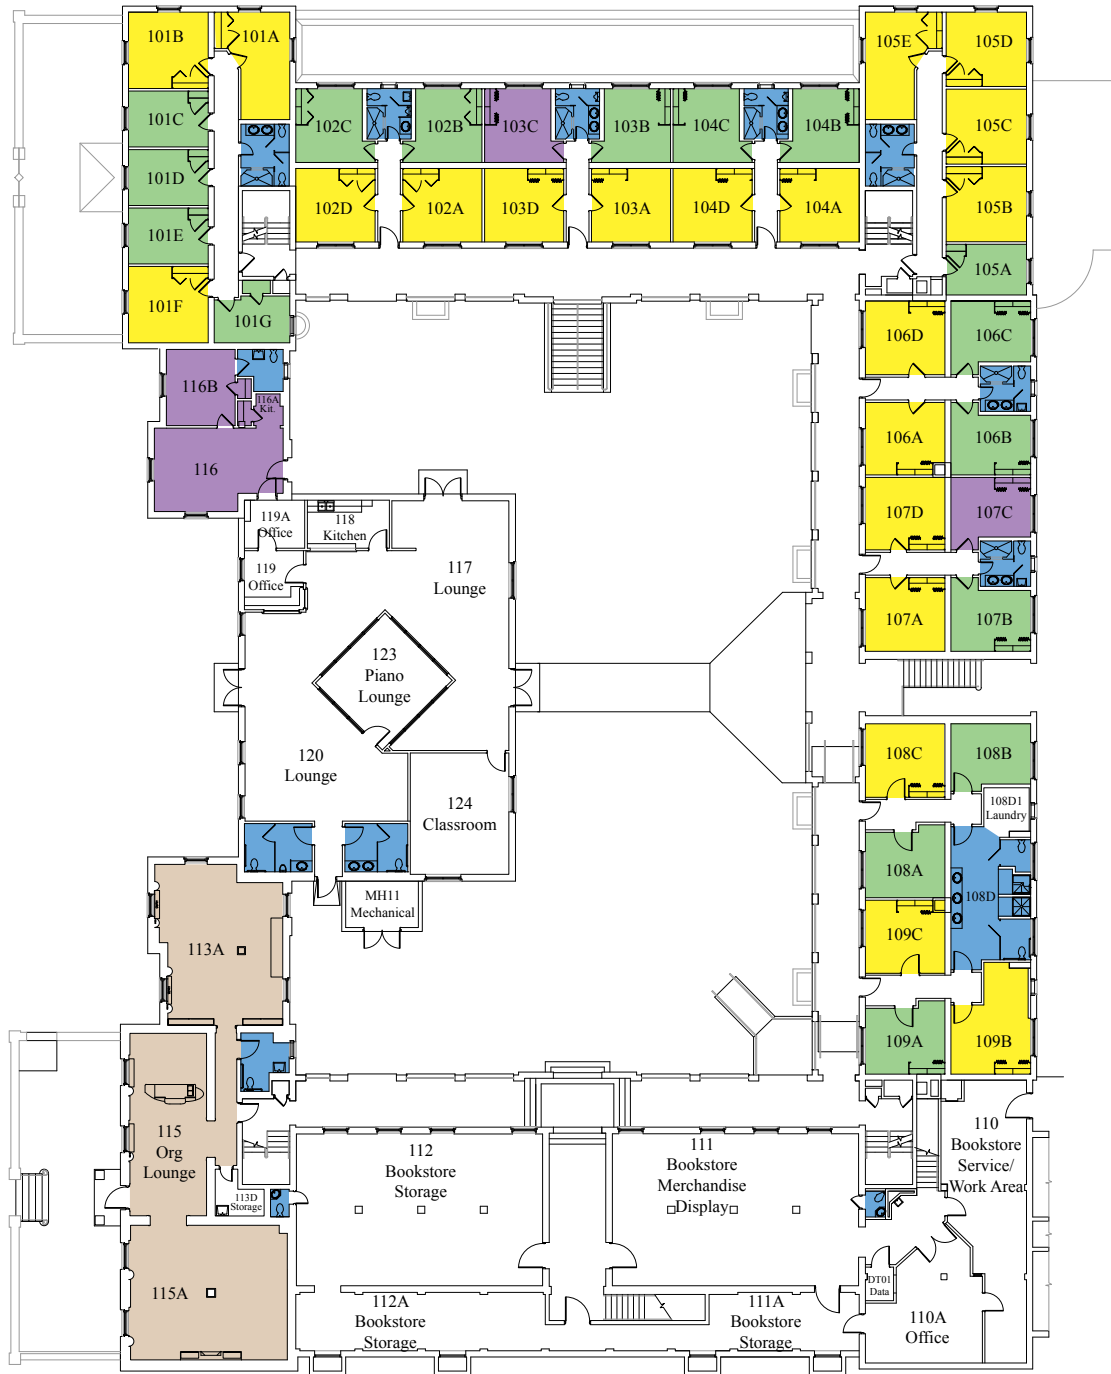 101B
101A
105E
105D
101C
102C
102B
103C
103B
104C
104B
105C
101D
102D
102A
103D
103A
104D
104A
105B
101E
101F
101G
105A
106D
106C
116B
116A
Kit.
106A
106B
116
107D
107C
119A
Office
118
Kitchen
117
Lounge
119
Office
107A
107B
123
Piano
Lounge
120
Lounge
124
Classroom
108C
108B
108D1
Laundry
108A
108D
MH11
Mechanical
109C
113A
109A
109B
115
Org
Lounge
112
Bookstore
Storage
111
Bookstore
Merchandise
Display
110
Bookstore
Service/
Work Area
113D
Storage
115A
112A
Bookstore
Storage
111A
Bookstore
Storage
DT01
Data
110A
Office